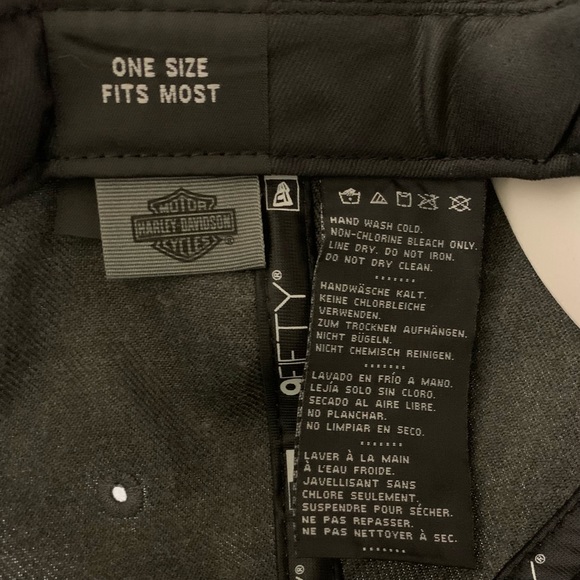 ONE SIZE
FITS MOST
MOTOR
HARLEY-DAVIDSON
CYCLES
9FIFTY®
HAND WASH COLD.
NON-CHLORINE BLEACH ONLY.
LINE DRY. DO NOT IRON.
DO NOT DRY CLEAN.
HANDWÄSCHE KALT.
KEINE CHLORBLEICHE
VERWENDEN.
ZUM TROCKNEN AUFHÄNGEN.
NICHT BÜGELN.
NICHT CHEMISCH REINIGEN.
LAVADO EN FRÍO A MANO.
LEJÍA SOLO SIN CLORO.
SECADO AL AIRE LIBRE.
NO PLANCHAR.
NO LIMPIAR EN SECO.
LAVER À LA MAIN
À L'EAU FROIDE.
JAVELLISANT SANS
CHLORE SEULEMENT.
SUSPENDRE POUR SÉCHER.
NE PAS REPASSER.
NE PAS NETTOYER À SEC.